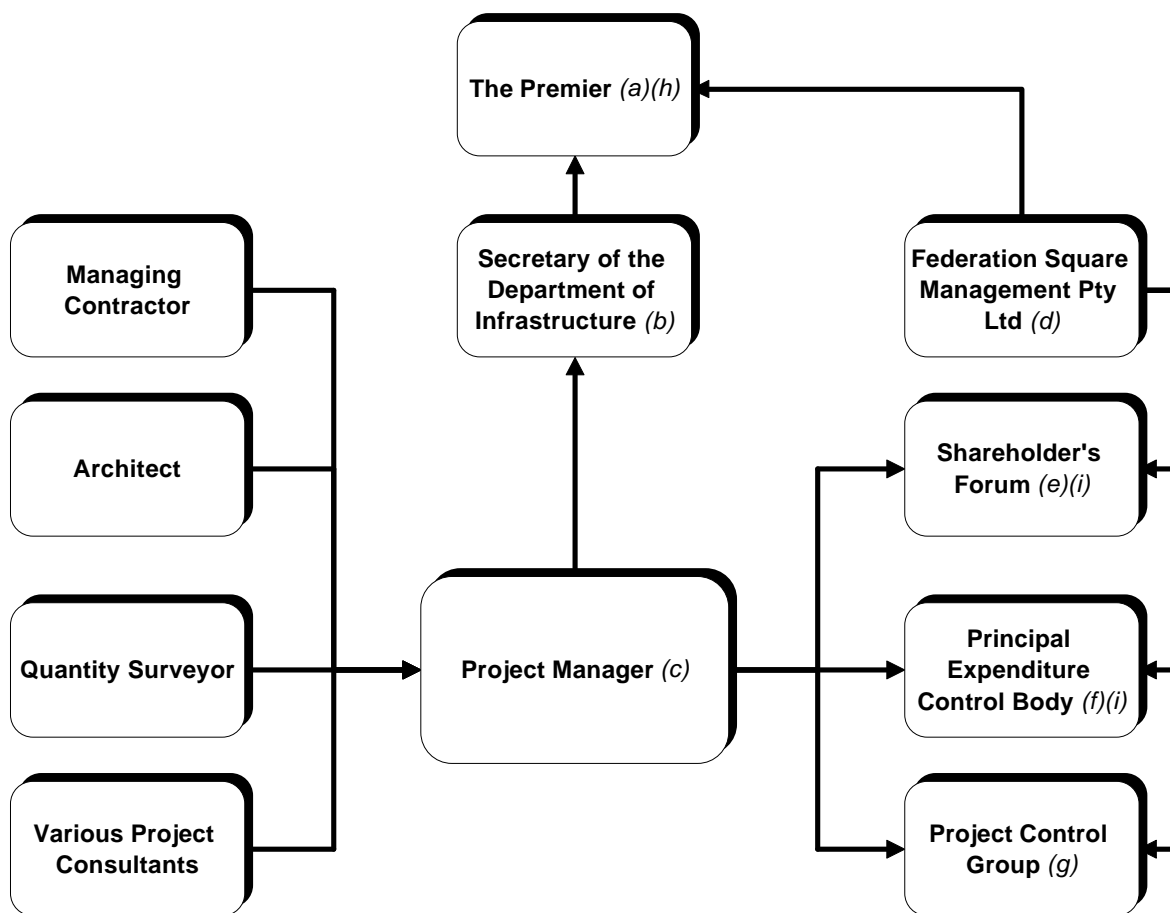 The Premier (a)(h)
Managing
Contractor
Secretary of the
Department of
Infrastructure (b)
Federation Square
Management Pty
Ltd (d)
Architect
Shareholder's
Forum (e)(i)
Quantity Surveyor
Project Manager (c)
Principal
Expenditure
Control Body (f)(i)
Various Project
Consultants
Project Control
Group (g)